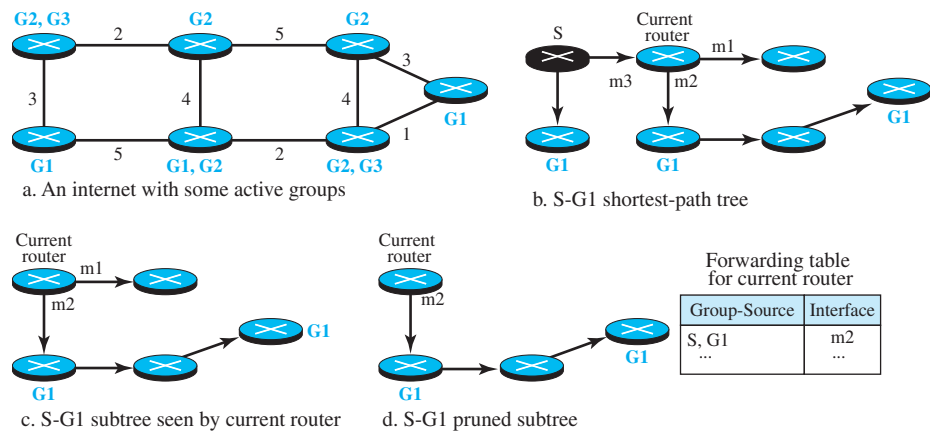 G2, G3
G2
G2
2
5
3
3
4
4
G1
1
5
2
G1
G1, G2
G2, G3
a. An internet with some active groups
S
Current
router
m1
m3
m2
G1
G1
G1
b. S-G1 shortest-path tree
Current
router
m1
m2
G1
G1
c. S-G1 subtree seen by current router
Current
router
m2
G1
G1
d. S-G1 pruned subtree
Forwarding table
for current router
Group-Source Interface
S, G1 m2
... ...